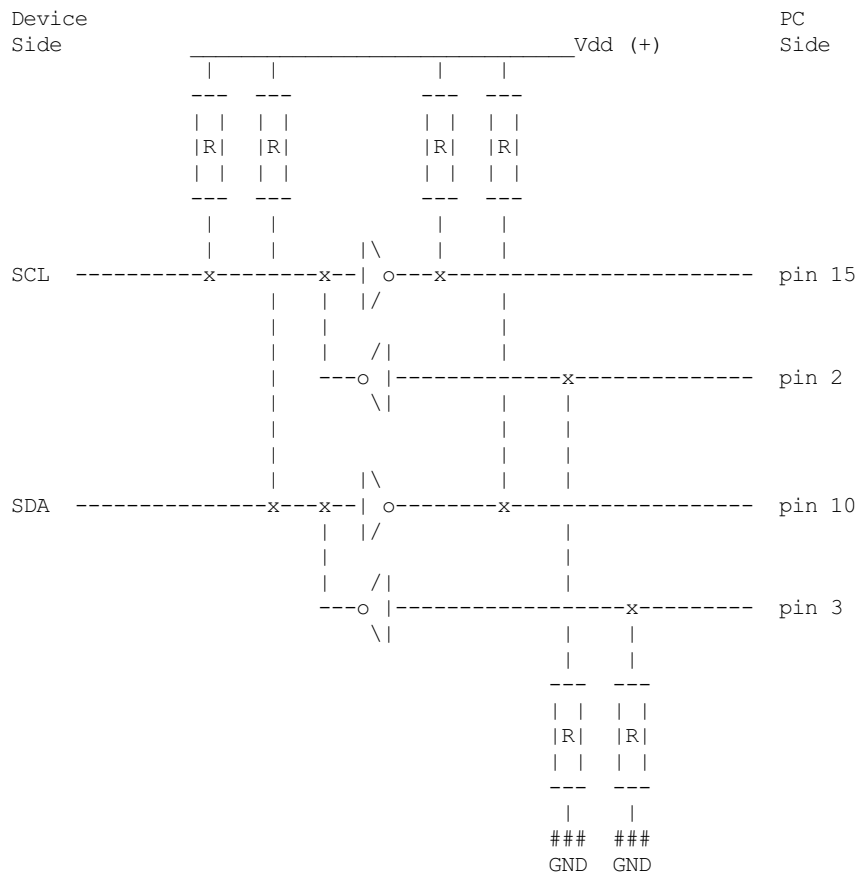 Device PC
Side Vdd (+) Side
R R R R
SCL x x o x pin 15
o x pin 2
SDA x x o x pin 10
o x pin 3
R R
### ###
GND GND